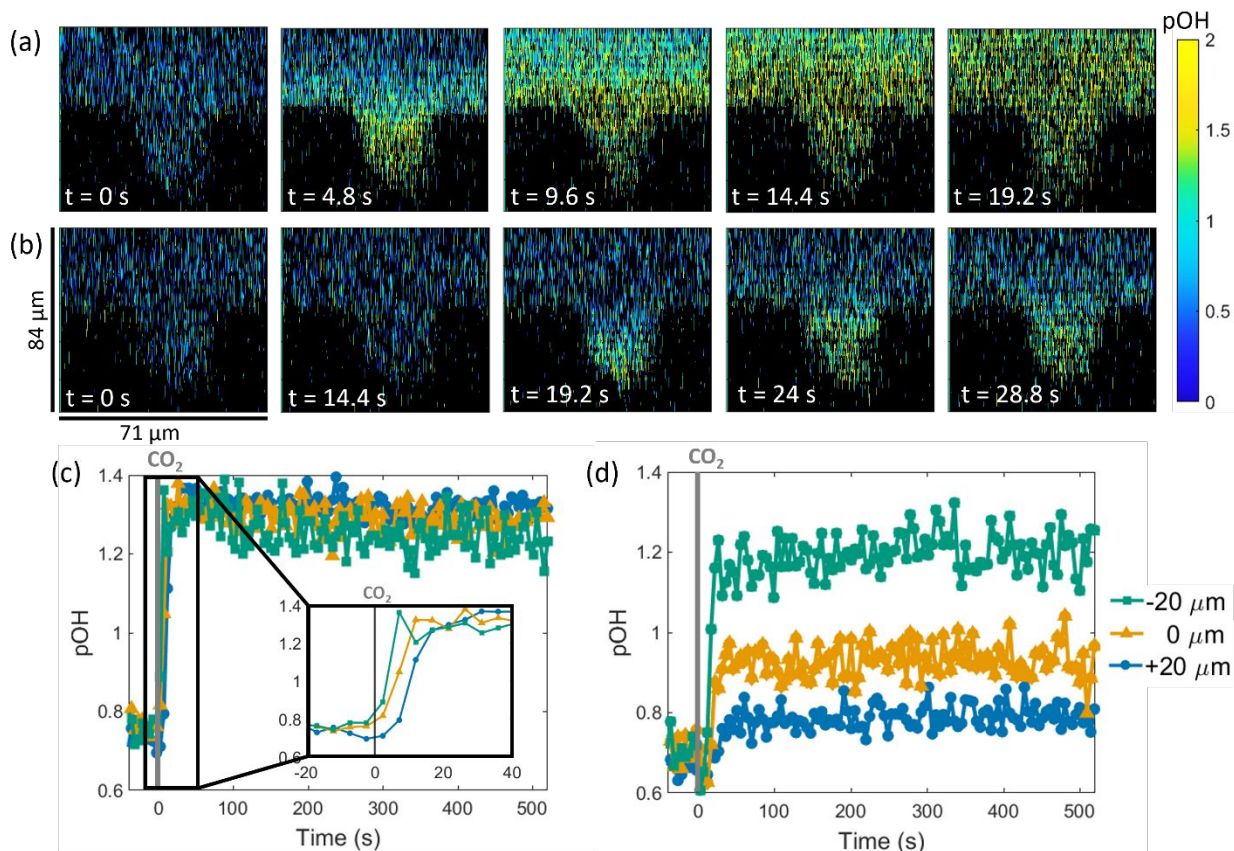 (a)
pOH
t = 0 s
t = 4.8 s
t = 9.6 s
t = 14.4 s
t = 19.2 s
2
1.5
1
0.5
0
(b)
84 µm
t = 0 s
t = 14.4 s
t = 19.2 s
t = 24 s
t = 28.8 s
71 µm
(c)
CO₂
1.4
1.2
1
0.8
0.6
pOH
0
100
200
300
400
500
Time (s)
CO₂
1.4
1.2
1
0.8
0.6
-20
0
20
40
(d)
CO₂
1.4
1.2
1
0.8
0.6
pOH
0
100
200
300
400
500
Time (s)
-20 µm
0 µm
+20 µm